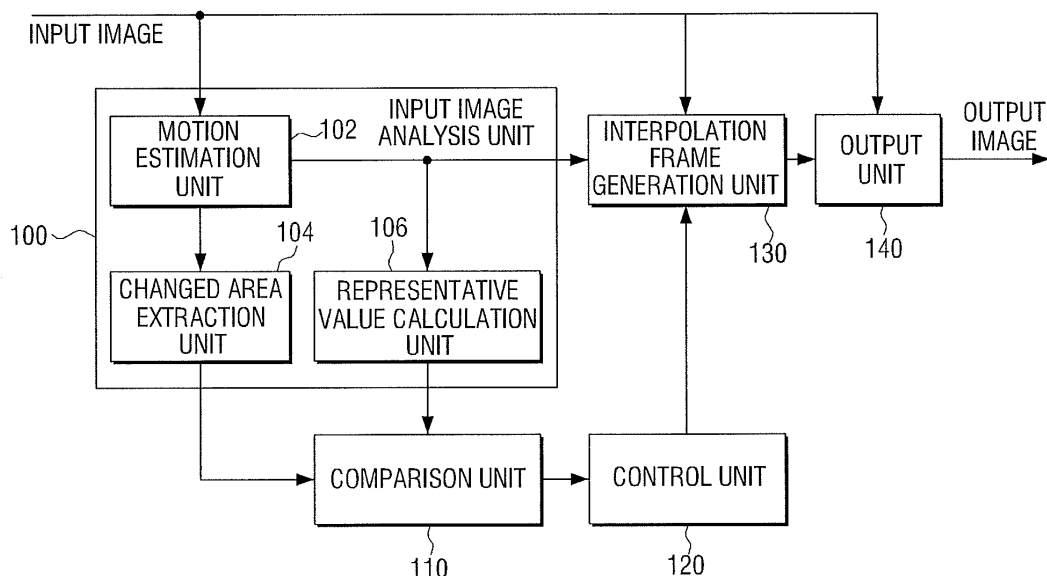 INPUT IMAGE
INPUT IMAGE
ANALYSIS UNIT
102
MOTION
ESTIMATION
UNIT
INTERPOLATION
FRAME
GENERATION UNIT
130
OUTPUT
UNIT
140
OUTPUT
IMAGE
100
104
CHANGED AREA
EXTRACTION
UNIT
106
REPRESENTATIVE
VALUE CALCULATION
UNIT
COMPARISON UNIT
110
CONTROL UNIT
120